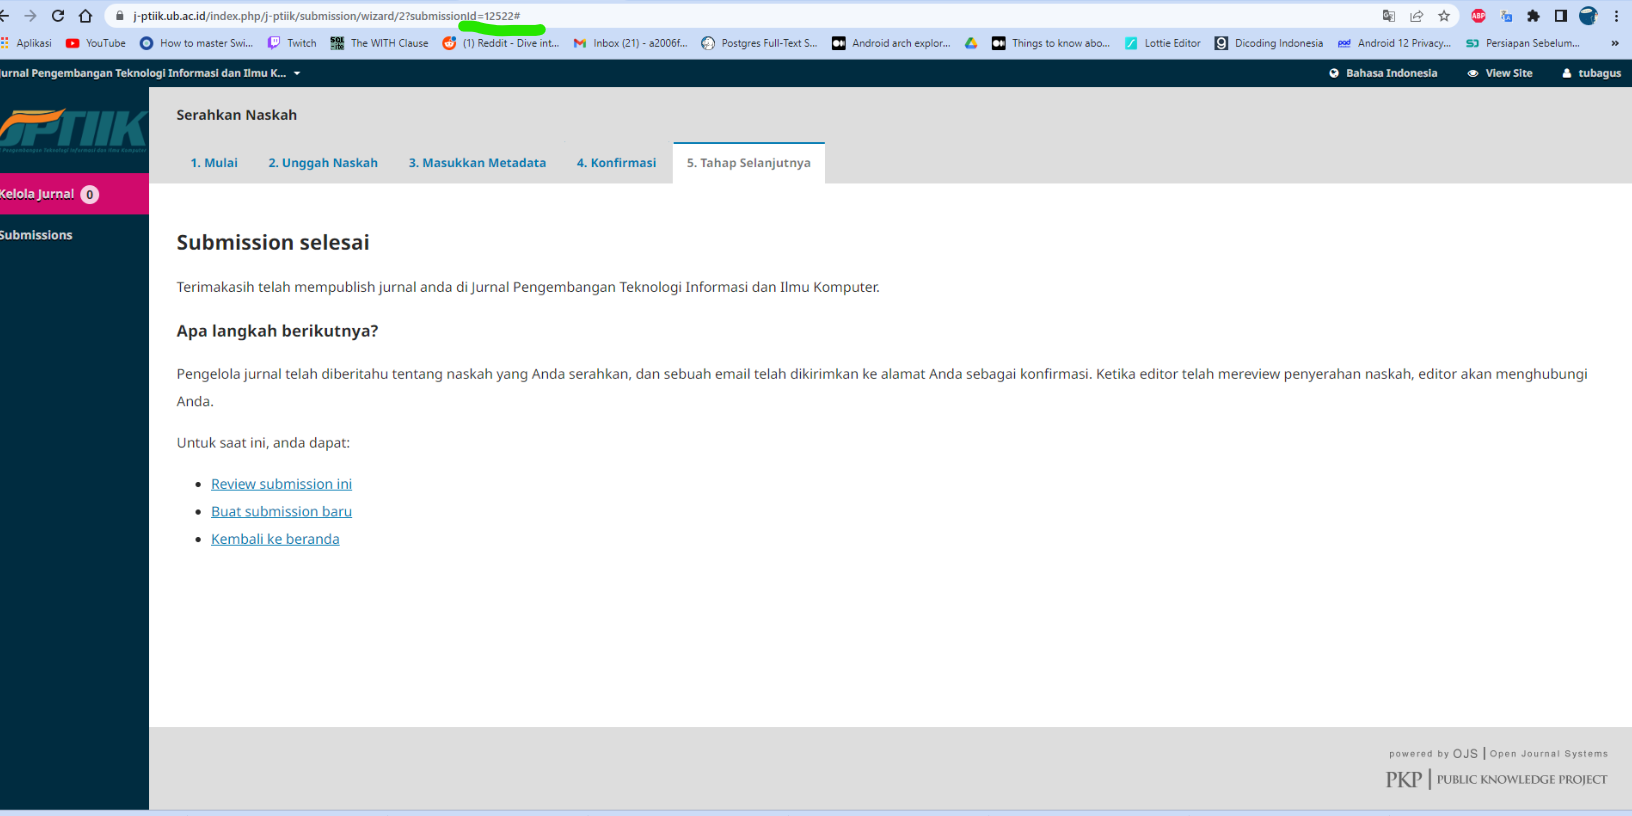 j-ptiik.ub.ac.id/index.php/j-ptiik/submission/wizard/2?submissionId=12522#
Aplikasi YouTube How to master Swi... Twitch The WITH Clause (1) Reddit - Dive int... Inbox (21) - a2006f... Postgres Full-Text S... Android arch explor... Things to know abo... Lottie Editor Dicoding Indonesia Android 12 Privacy... Persiapan Sebelum... »
urnal Pengembangan Teknologi Informasi dan Ilmu K... Bahasa Indonesia View Site tubagus
JPTIIK
Serahkan Naskah
1. Mulai 2. Unggah Naskah 3. Masukkan Metadata 4. Konfirmasi 5. Tahap Selanjutnya
Kelola Jurnal 0
Submissions
Submission selesai
Terimakasih telah mempublish jurnal anda di Jurnal Pengembangan Teknologi Informasi dan Ilmu Komputer.
Apa langkah berikutnya?
Pengelola jurnal telah diberitahu tentang naskah yang Anda serahkan, dan sebuah email telah dikirimkan ke alamat Anda sebagai konfirmasi. Ketika editor telah mereview penyerahan naskah, editor akan menghubungi
Anda.
Untuk saat ini, anda dapat:
Review submission ini
Buat submission baru
Kembali ke beranda
powered by OJS | Open Journal Systems
PKP | PUBLIC KNOWLEDGE PROJECT